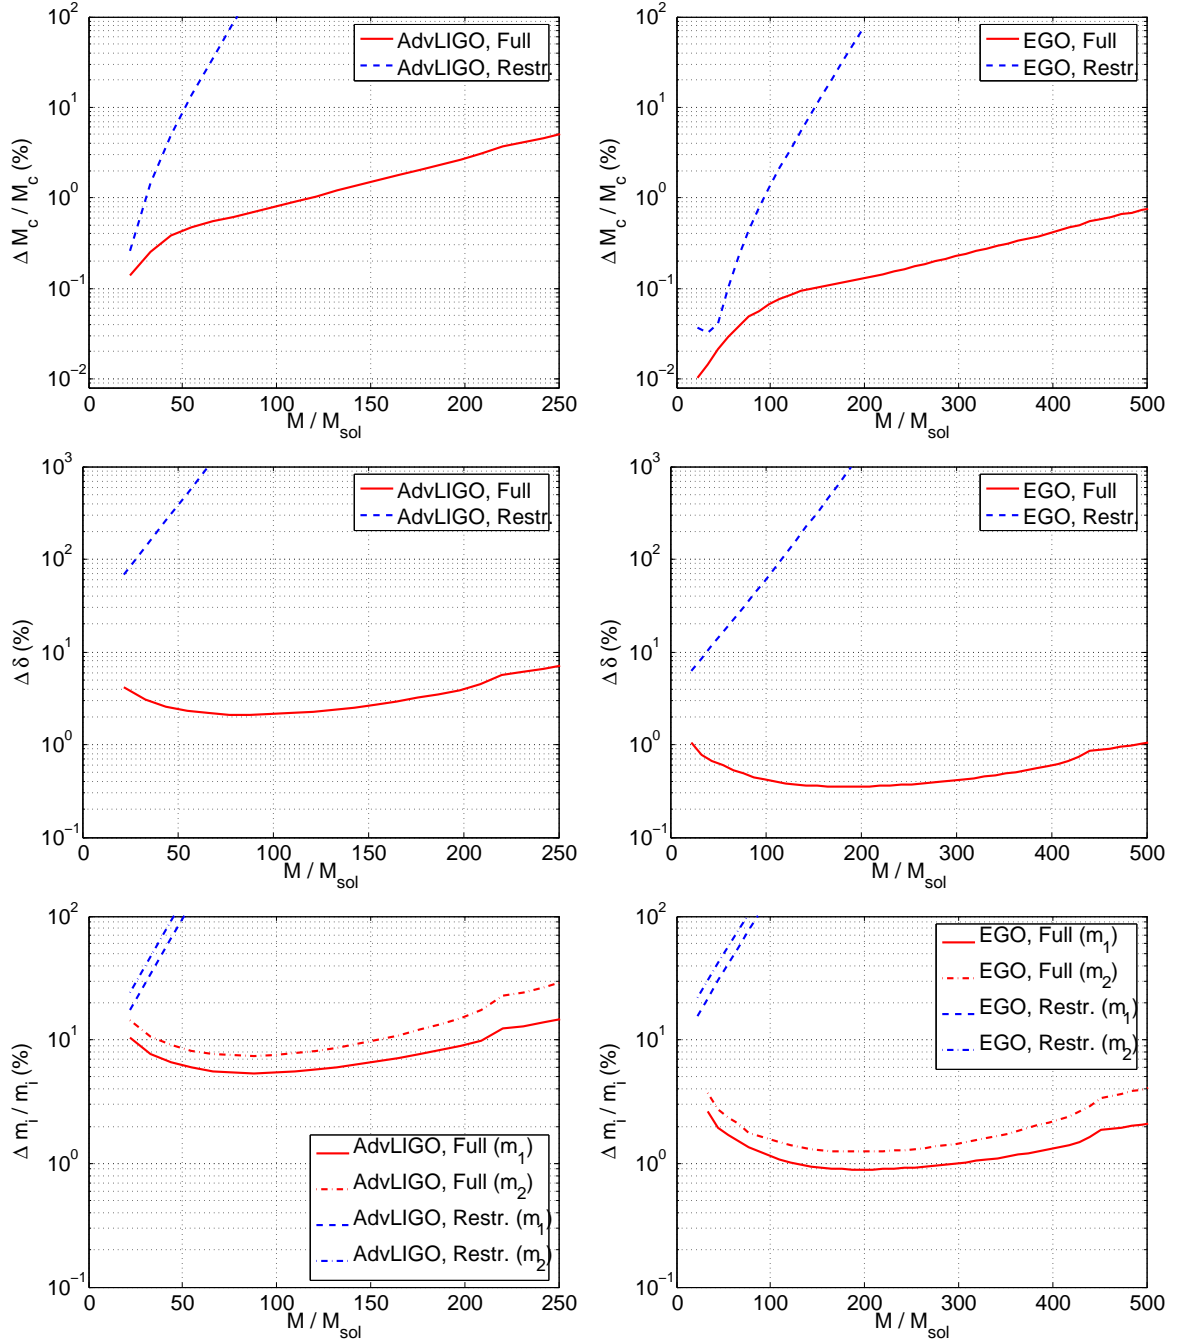 10^2
10^1
10^0
10^-1
10^-2
Δ M_c / M_c (%)
AdvLIGO, Full
AdvLIGO, Restr.
0 50 100 150 200 250
M / M_sol
10^2
10^1
10^0
10^-1
10^-2
Δ M_c / M_c (%)
EGO, Full
EGO, Restr.
0 100 200 300 400 500
M / M_sol
10^3
10^2
10^1
10^0
10^-1
Δ δ (%)
AdvLIGO, Full
AdvLIGO, Restr.
0 50 100 150 200 250
M / M_sol
10^3
10^2
10^1
10^0
10^-1
Δ δ (%)
EGO, Full
EGO, Restr.
0 100 200 300 400 500
M / M_sol
10^2
10^1
10^0
10^-1
Δ m_i / m_i (%)
AdvLIGO, Full (m_1)
AdvLIGO, Full (m_2)
AdvLIGO, Restr. (m_1)
AdvLIGO, Restr. (m_2)
0 50 100 150 200 250
M / M_sol
10^2
10^1
10^0
10^-1
Δ m_i / m_i (%)
EGO, Full (m_1)
EGO, Full (m_2)
EGO, Restr. (m_1)
EGO, Restr. (m_2)
0 100 200 300 400 500
M / M_sol